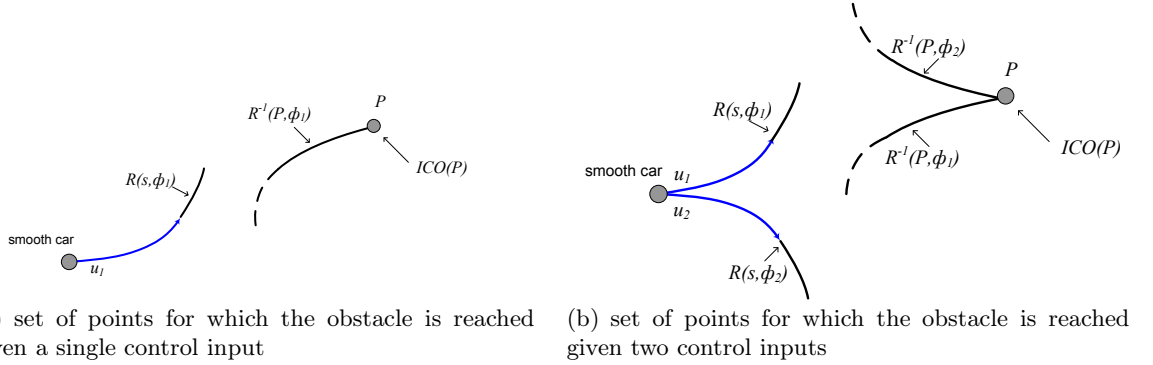 R⁻¹(P,ϕ₁)
P
ICO(P)
R(s,ϕ₁)
smooth car
u₁
) set of points for which the obstacle is reached
ven a single control input
R⁻¹(P,ϕ₂)
P
R(s,ϕ₁)
R⁻¹(P,ϕ₁)
ICO(P)
smooth car
u₁
u₂
R(s,ϕ₂)
(b) set of points for which the obstacle is reached
given two control inputs